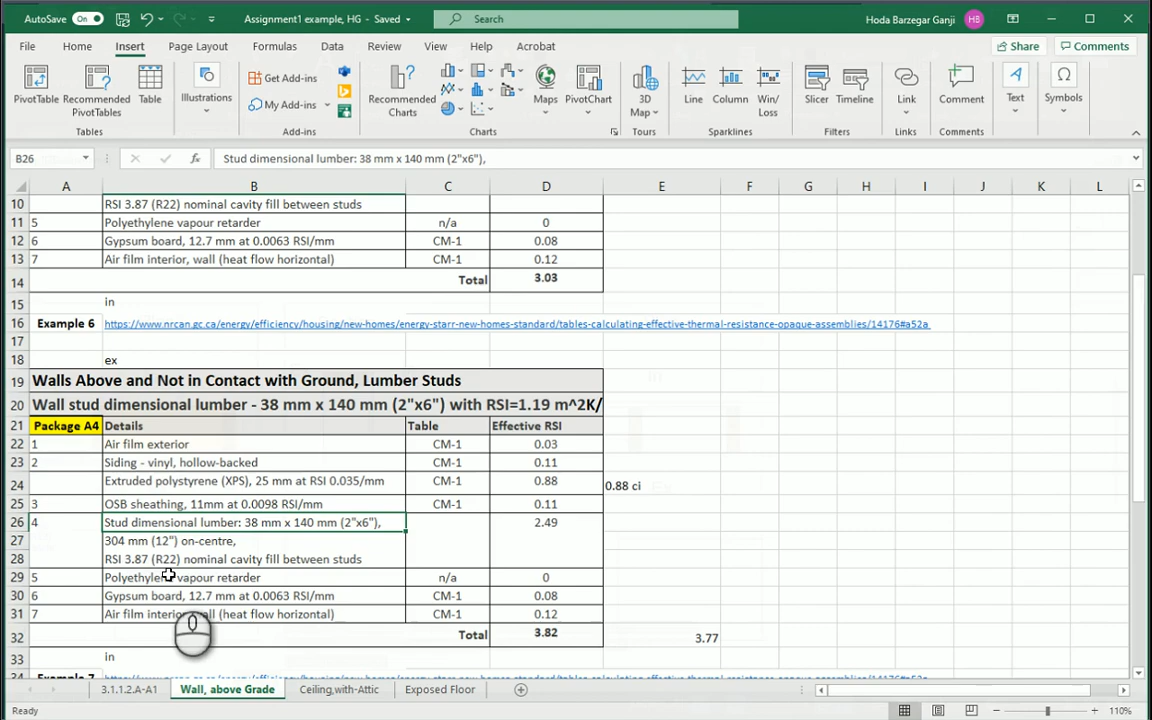 AutoSave On Assignment1 example, HG - Saved Search Hoda Barzegar Ganji HB
File Home Insert Page Layout Formulas Data Review View Help Acrobat Share Comments
PivotTable Recommended PivotTables Table Illustrations Get Add-ins My Add-ins Recommended Charts Maps PivotChart 3D Map Line Column Win/Loss Slicer Timeline Link Comment Text Symbols
Tables Add-ins Charts Tours Sparklines Filters Links Comments
B26 fx Stud dimensional lumber: 38 mm x 140 mm (2"x6"),
A B C D E F G H I J K L
10 RSI 3.87 (R22) nominal cavity fill between studs
11 5 Polyethylene vapour retarder n/a 0
12 6 Gypsum board, 12.7 mm at 0.0063 RSI/mm CM-1 0.08
13 7 Air film interior, wall (heat flow horizontal) CM-1 0.12
14 Total 3.03
15 in
16 Example 6 https://www.nrcan.gc.ca/energy/efficiency/housing/new-homes/energy-starr-new-homes-standard/tables-calculating-effective-thermal-resistance-opaque-assemblies/14176#a52a
17
18 ex
19 Walls Above and Not in Contact with Ground, Lumber Studs
20 Wall stud dimensional lumber - 38 mm x 140 mm (2"x6") with RSI=1.19 m^2K/
21 Package A4 Details Table Effective RSI
22 1 Air film exterior CM-1 0.03
23 2 Siding - vinyl, hollow-backed CM-1 0.11
24 Extruded polystyrene (XPS), 25 mm at RSI 0.035/mm CM-1 0.88 0.88 ci
25 3 OSB sheathing, 11mm at 0.0098 RSI/mm CM-1 0.11
26 4 Stud dimensional lumber: 38 mm x 140 mm (2"x6"), 2.49
27 304 mm (12") on-centre,
28 RSI 3.87 (R22) nominal cavity fill between studs
29 5 Polyethylene vapour retarder n/a 0
30 6 Gypsum board, 12.7 mm at 0.0063 RSI/mm CM-1 0.08
31 7 Air film interior, wall (heat flow horizontal) CM-1 0.12
32 Total 3.82 3.77
33 in
3.1.1.2.A-A1 Wall, above Grade Ceiling,with-Attic Exposed Floor
Ready 110%